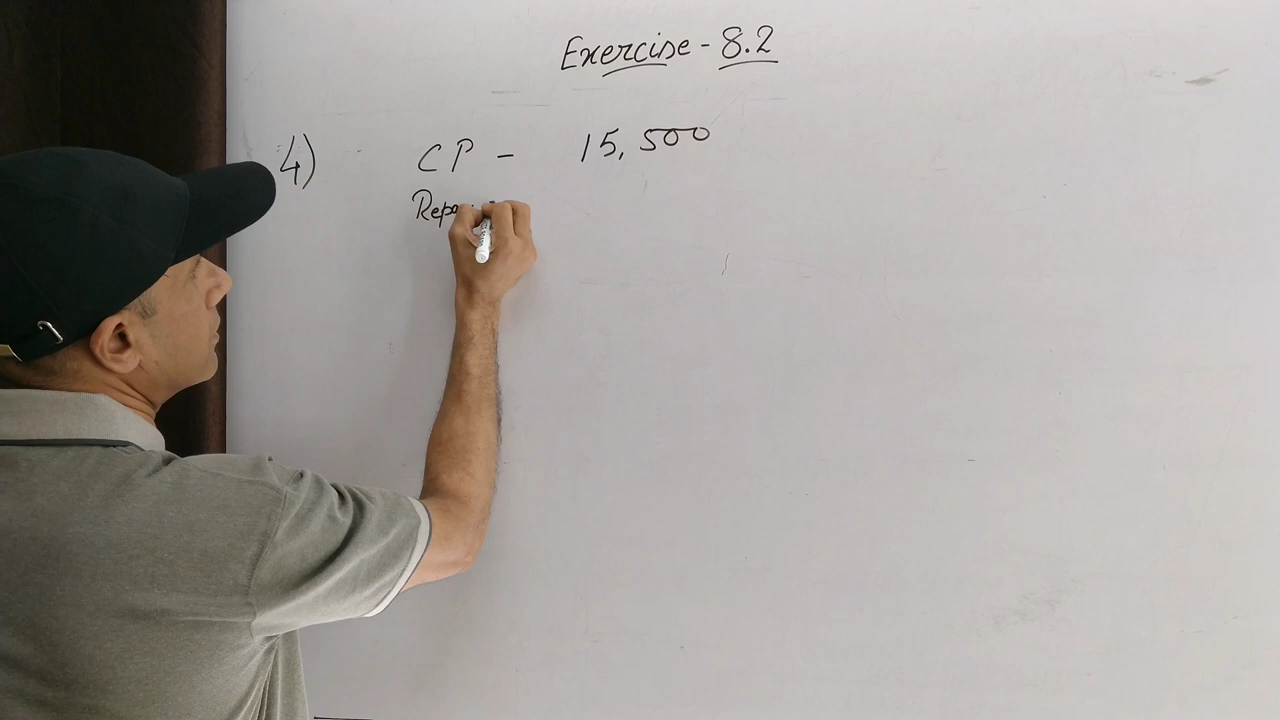 Exercise - 8.2
4) CP - 15,500